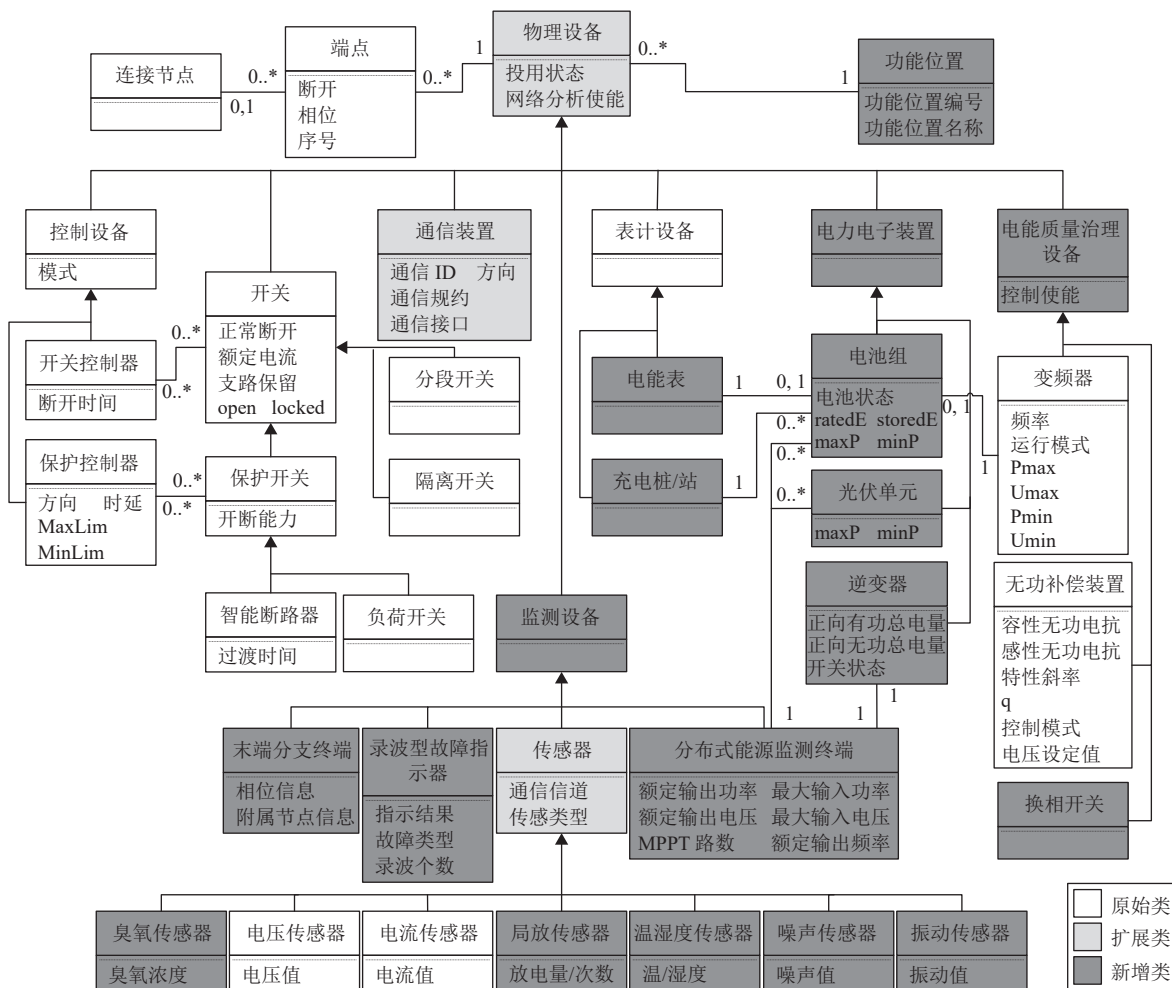 物理设备
投用状态
网络分析使能
端点
断开
相位
序号
连接节点
功能位置
功能位置编号
功能位置名称
0..*
0,1
0..*
1
0..*
1
控制设备
模式
通信装置
通信 ID 方向
通信规约
通信接口
表计设备
电力电子装置
电能质量治理
设备
控制使能
开关
正常断开
额定电流
支路保留
open locked
开关控制器
断开时间
0..*
0..*
分段开关
电能表
1
0, 1
电池组
电池状态
ratedE storedE
maxP minP
0..*
0..*
0, 1
1
变频器
频率
运行模式
Pmax
Umax
Pmin
Umin
保护控制器
方向 时延
MaxLim
MinLim
0..*
0..*
保护开关
开断能力
隔离开关
充电桩/站
1
0..*
光伏单元
maxP minP
智能断路器
过渡时间
负荷开关
监测设备
逆变器
正向有功总电量
正向无功总电量
开关状态
1
1
1
无功补偿装置
容性无功电抗
感性无功电抗
特性斜率
q
控制模式
电压设定值
末端分支终端
相位信息
附属节点信息
录波型故障指
示器
指示结果
故障类型
录波个数
传感器
通信信道
传感类型
分布式能源监测终端
额定输出功率 最大输入功率
额定输出电压 最大输入电压
MPPT 路数 额定输出频率
换相开关
臭氧传感器
臭氧浓度
电压传感器
电压值
电流传感器
电流值
局放传感器
放电量/次数
温湿度传感器
温/湿度
噪声传感器
噪声值
振动传感器
振动值
原始类
扩展类
新增类